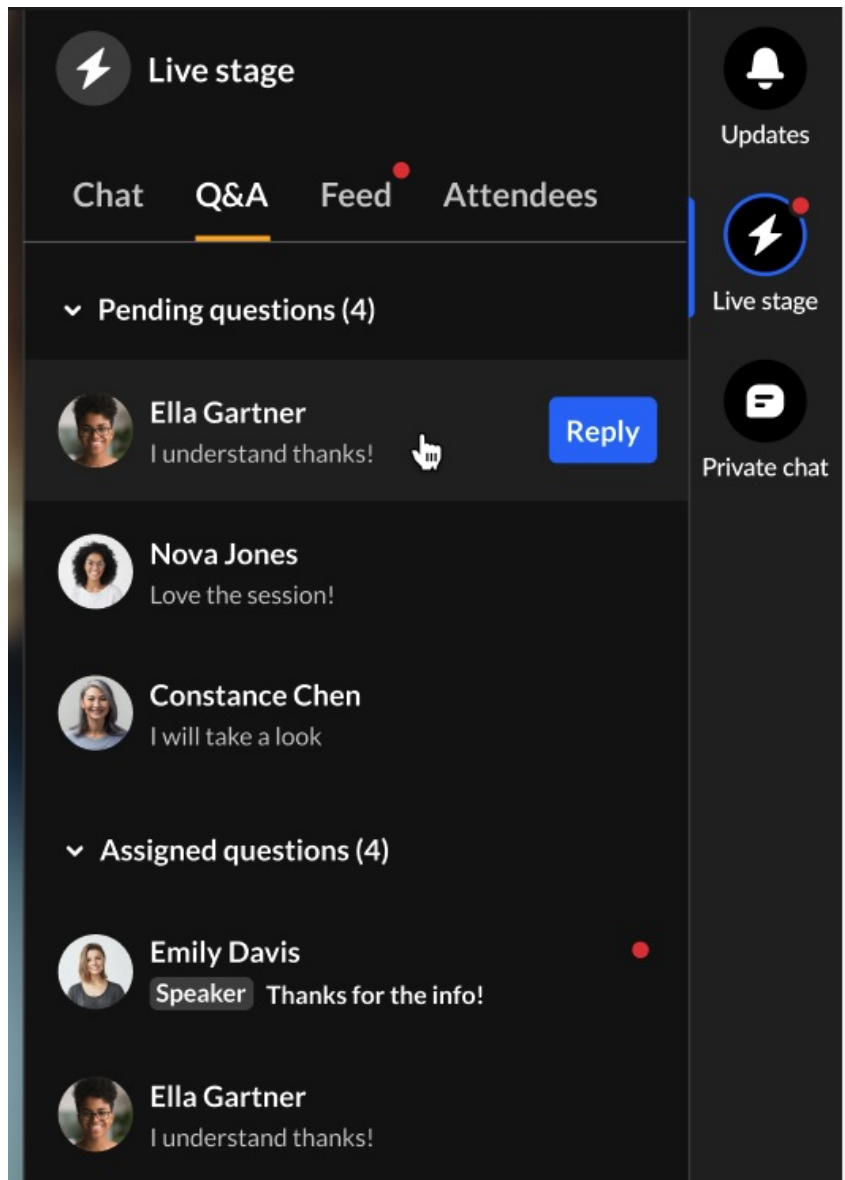 Live stage
Chat Q&A Feed Attendees
Pending questions (4)
Ella Gartner
I understand thanks!
Reply
Nova Jones
Love the session!
Constance Chen
I will take a look
Assigned questions (4)
Emily Davis
Speaker Thanks for the info!
Ella Gartner
I understand thanks!
Updates
Live stage
Private chat